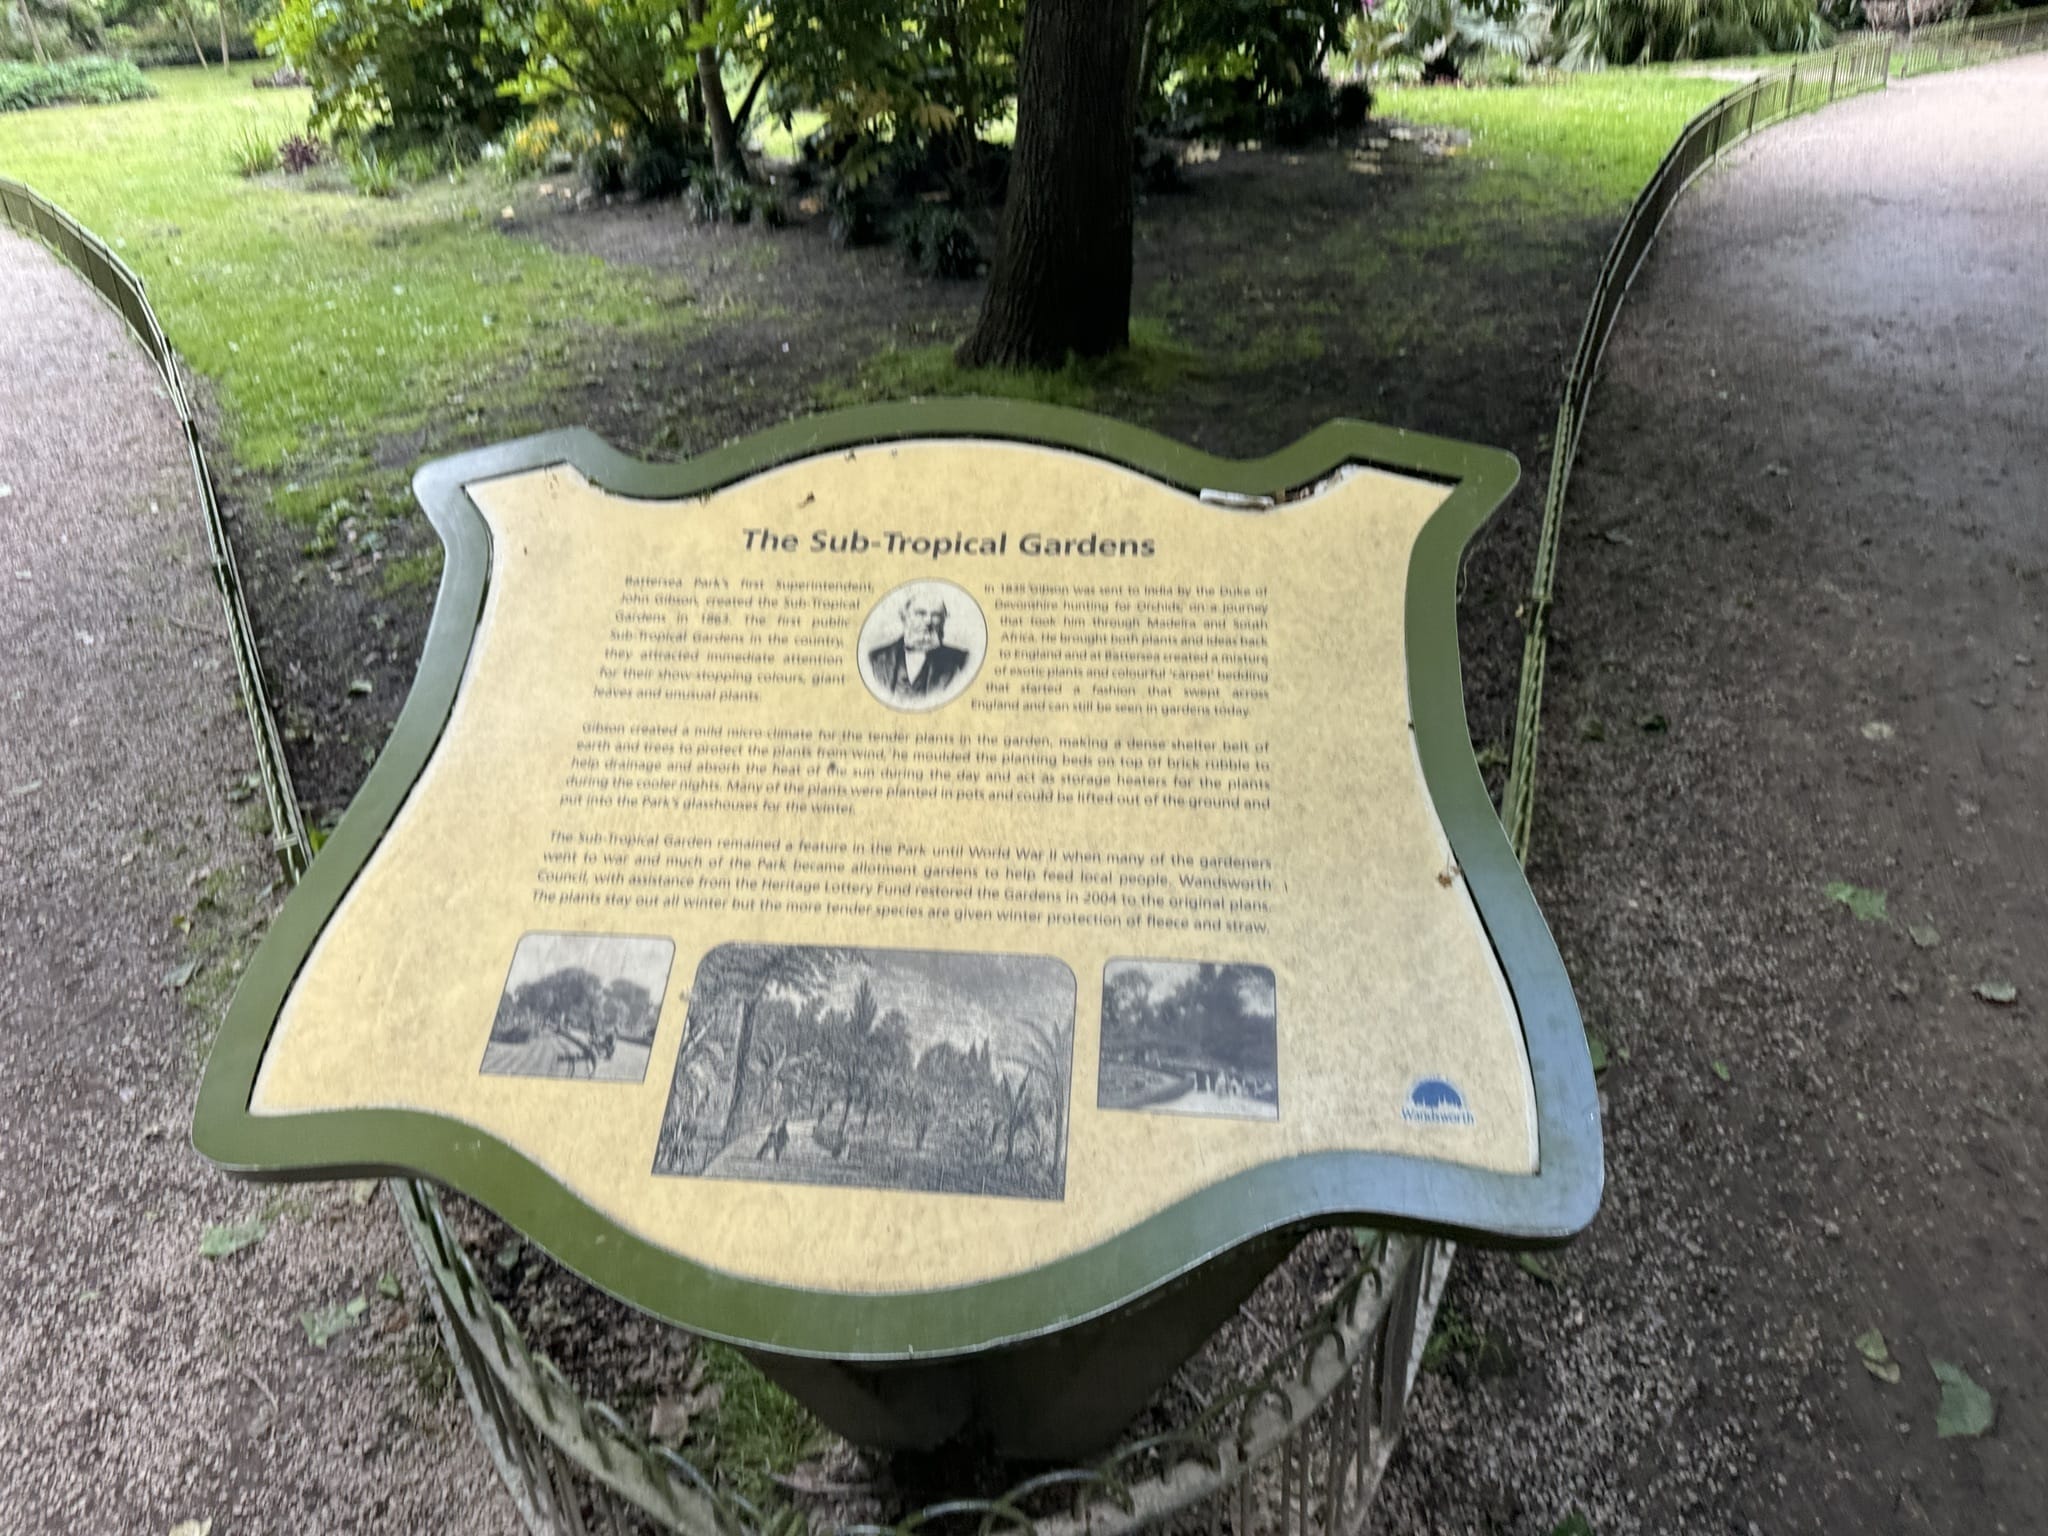 The Sub-Tropical Gardens
Battersea Park's first Superintendent,
John Gibson, created the Sub-Tropical
Gardens in 1863. The first public
Sub-Tropical Gardens in the country,
they attracted immediate attention
for their show-stopping colours, giant
leaves and unusual plants.
In 1835 Gibson was sent to India by the Duke of
Devonshire hunting for Orchids, on a journey
that took him through Madeira and South
Africa. He brought both plants and ideas back
to England and at Battersea created a mixture
of exotic plants and colourful 'carpet' bedding
that started a fashion that swept across
England and can still be seen in gardens today.
Gibson created a mild micro-climate for the tender plants in the garden, making a dense shelter belt of
earth and trees to protect the plants from wind, he moulded the planting beds on top of brick rubble to
help drainage and absorb the heat of the sun during the day and act as storage heaters for the plants
during the cooler nights. Many of the plants were planted in pots and could be lifted out of the ground and
put into the Park's glasshouses for the winter.
The Sub-Tropical Garden remained a feature in the Park until World War II when many of the gardeners
went to war and much of the Park became allotment gardens to help feed local people. Wandsworth
Council, with assistance from the Heritage Lottery Fund restored the Gardens in 2004 to the original plans.
The plants stay out all winter but the more tender species are given winter protection of fleece and straw.
Wandsworth